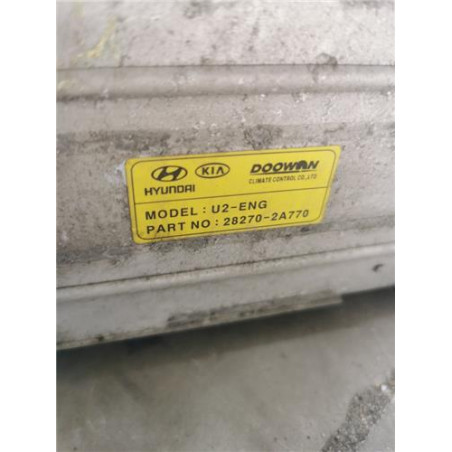 HYUNDAI KIA DOOWON
CLIMATE CONTROL CO., LTD
MODEL : U2-ENG
PART NO : 28270-2A770